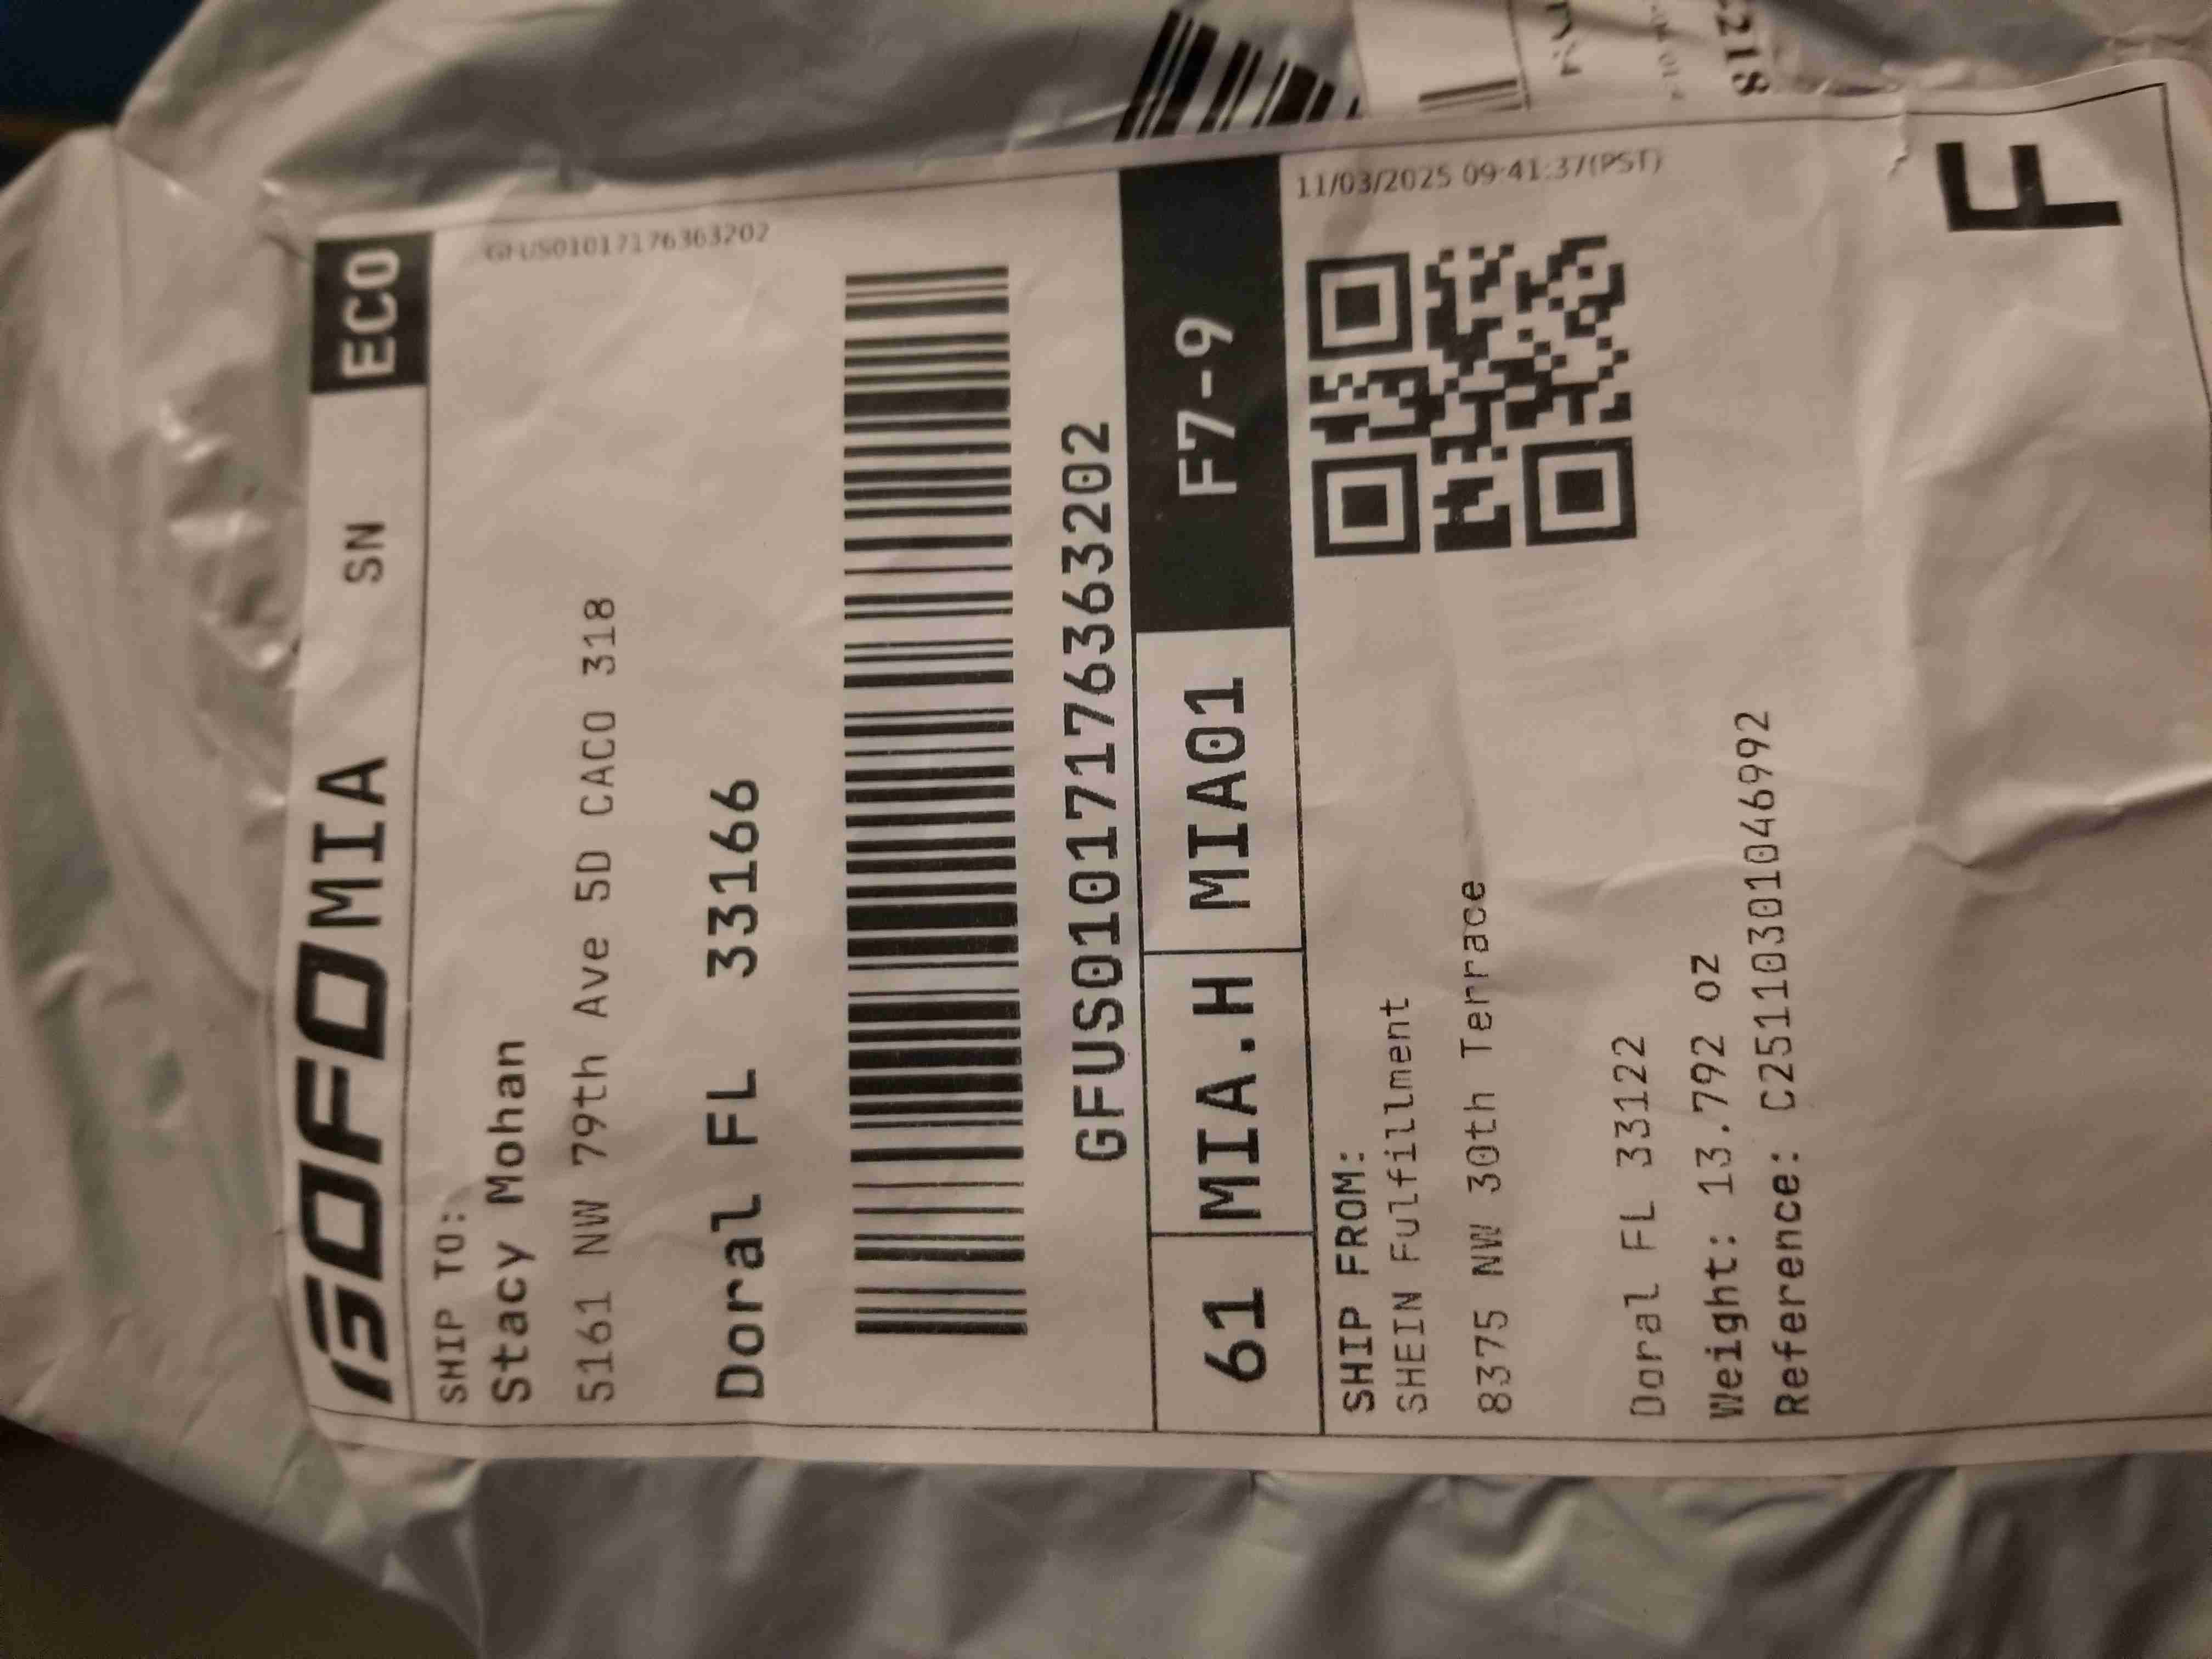 GOFO MIA SN ECO
SHIP TO:
GFUS01017176363202
Stacy Mohan
5161 NW 79th Ave 5D CACO 318
Doral FL 33166
GFUS01017176363202
61 MIA.H MIA01 F7-9
11/03/2025 09:41:37(PST)
SHIP FROM:
SHEIN Fulfillment
8375 NW 30th Terrace
Doral FL 33122
Weight: 13.792 oz
Reference: C25110301046992
F